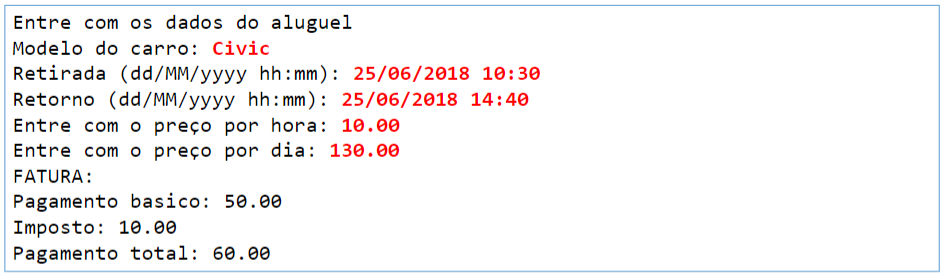 Entre com os dados do aluguel
Modelo do carro: Civic
Retirada (dd/MM/yyyy hh:mm): 25/06/2018 10:30
Retorno (dd/MM/yyyy hh:mm): 25/06/2018 14:40
Entre com o preço por hora: 10.00
Entre com o preço por dia: 130.00
FATURA:
Pagamento basico: 50.00
Imposto: 10.00
Pagamento total: 60.00